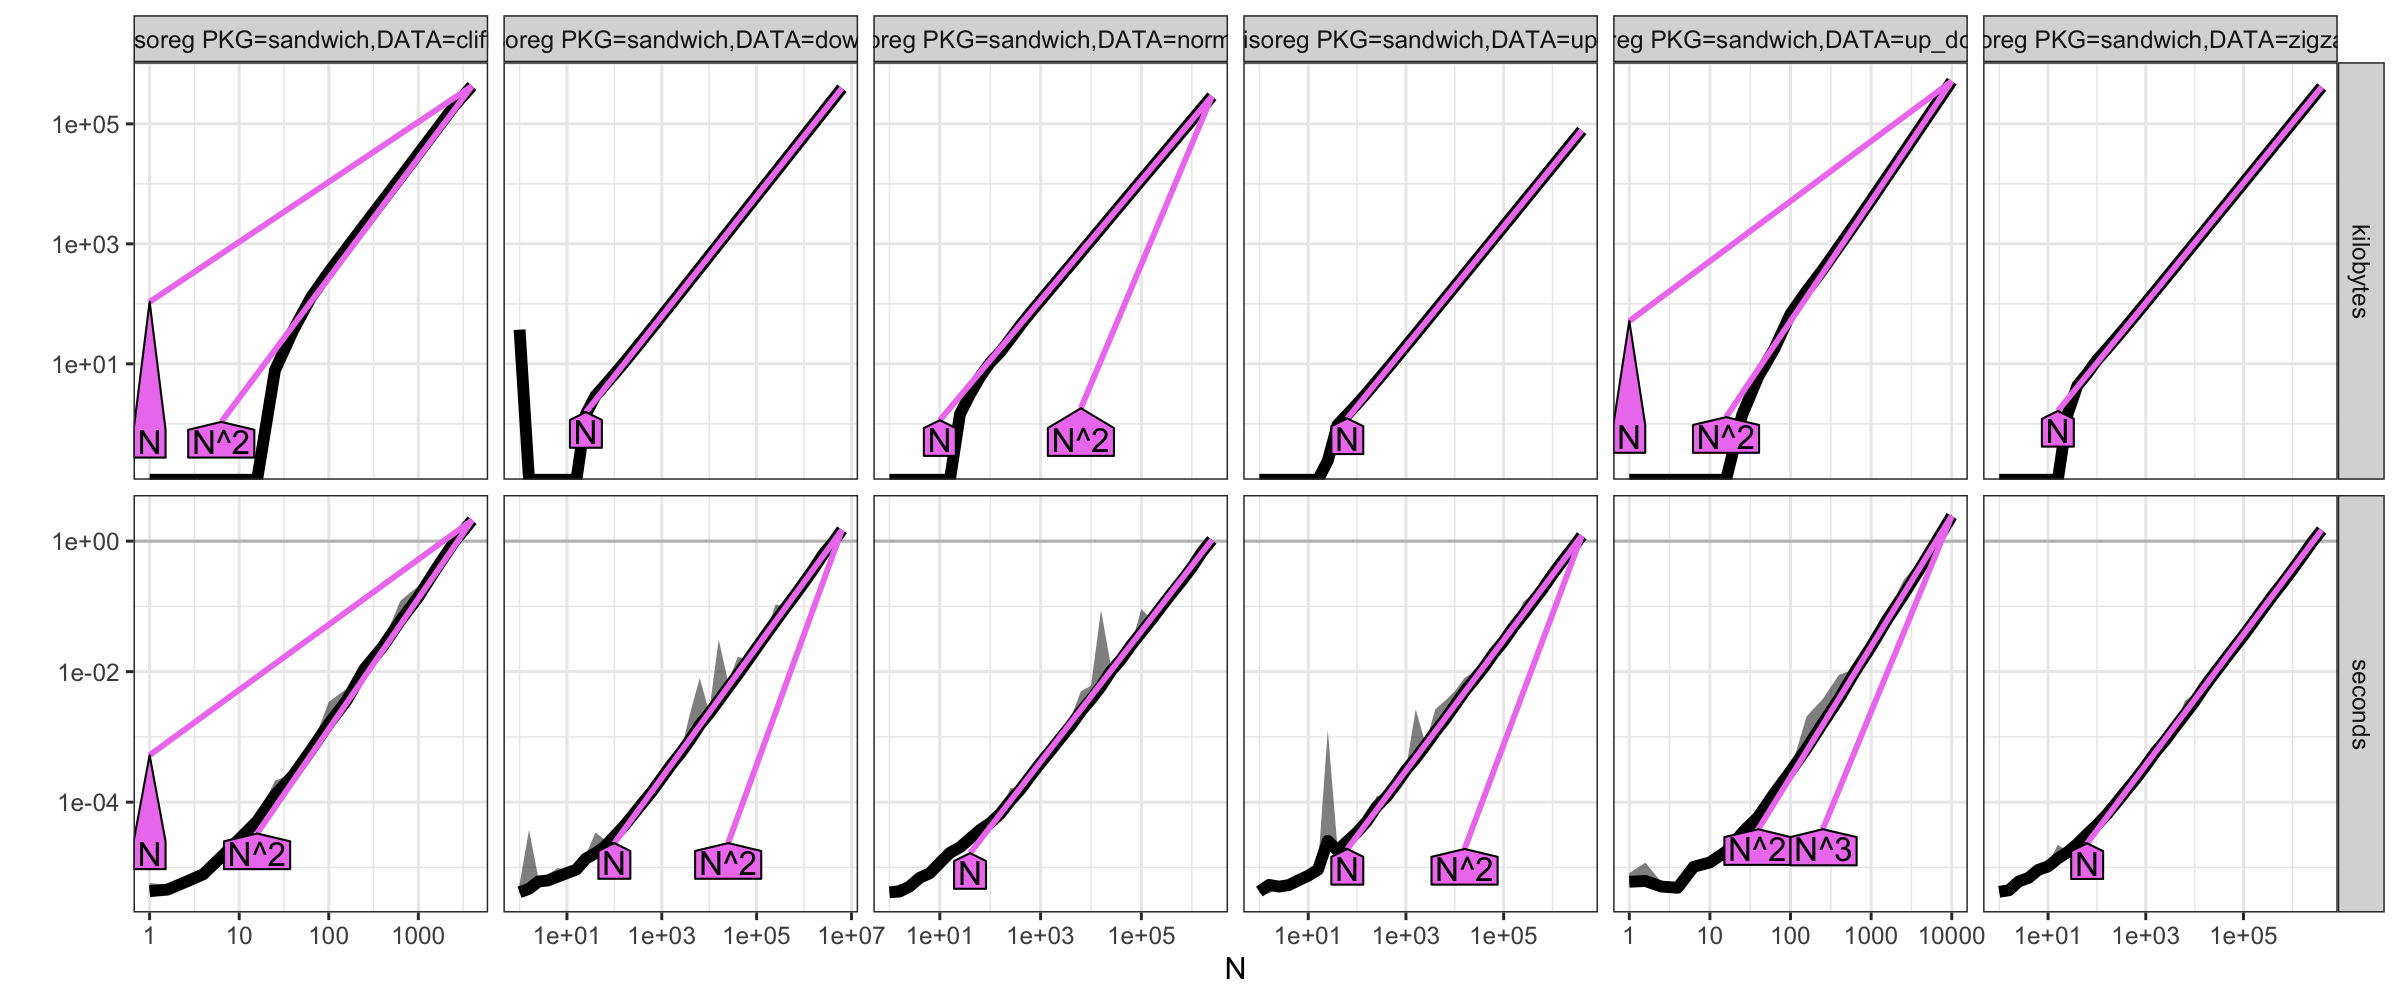 soreg PKG=sandwich,DATA=clif
oreg PKG=sandwich,DATA=dow
oreg PKG=sandwich,DATA=norm
isoreg PKG=sandwich,DATA=up
reg PKG=sandwich,DATA=up_do
oreg PKG=sandwich,DATA=zigza
1e+05
1e+03
1e+01
N
N^2
N
N
N^2
N
N
N^2
N
kilobytes
1e+00
1e-02
1e-04
N
N^2
N
N^2
N
N
N^2
N^2
N^3
N
seconds
1 10 100 1000
1e+01 1e+03 1e+05 1e+07
1e+01 1e+03 1e+05
1e+01 1e+03 1e+05
1 10 100 1000 10000
1e+01 1e+03 1e+05
N